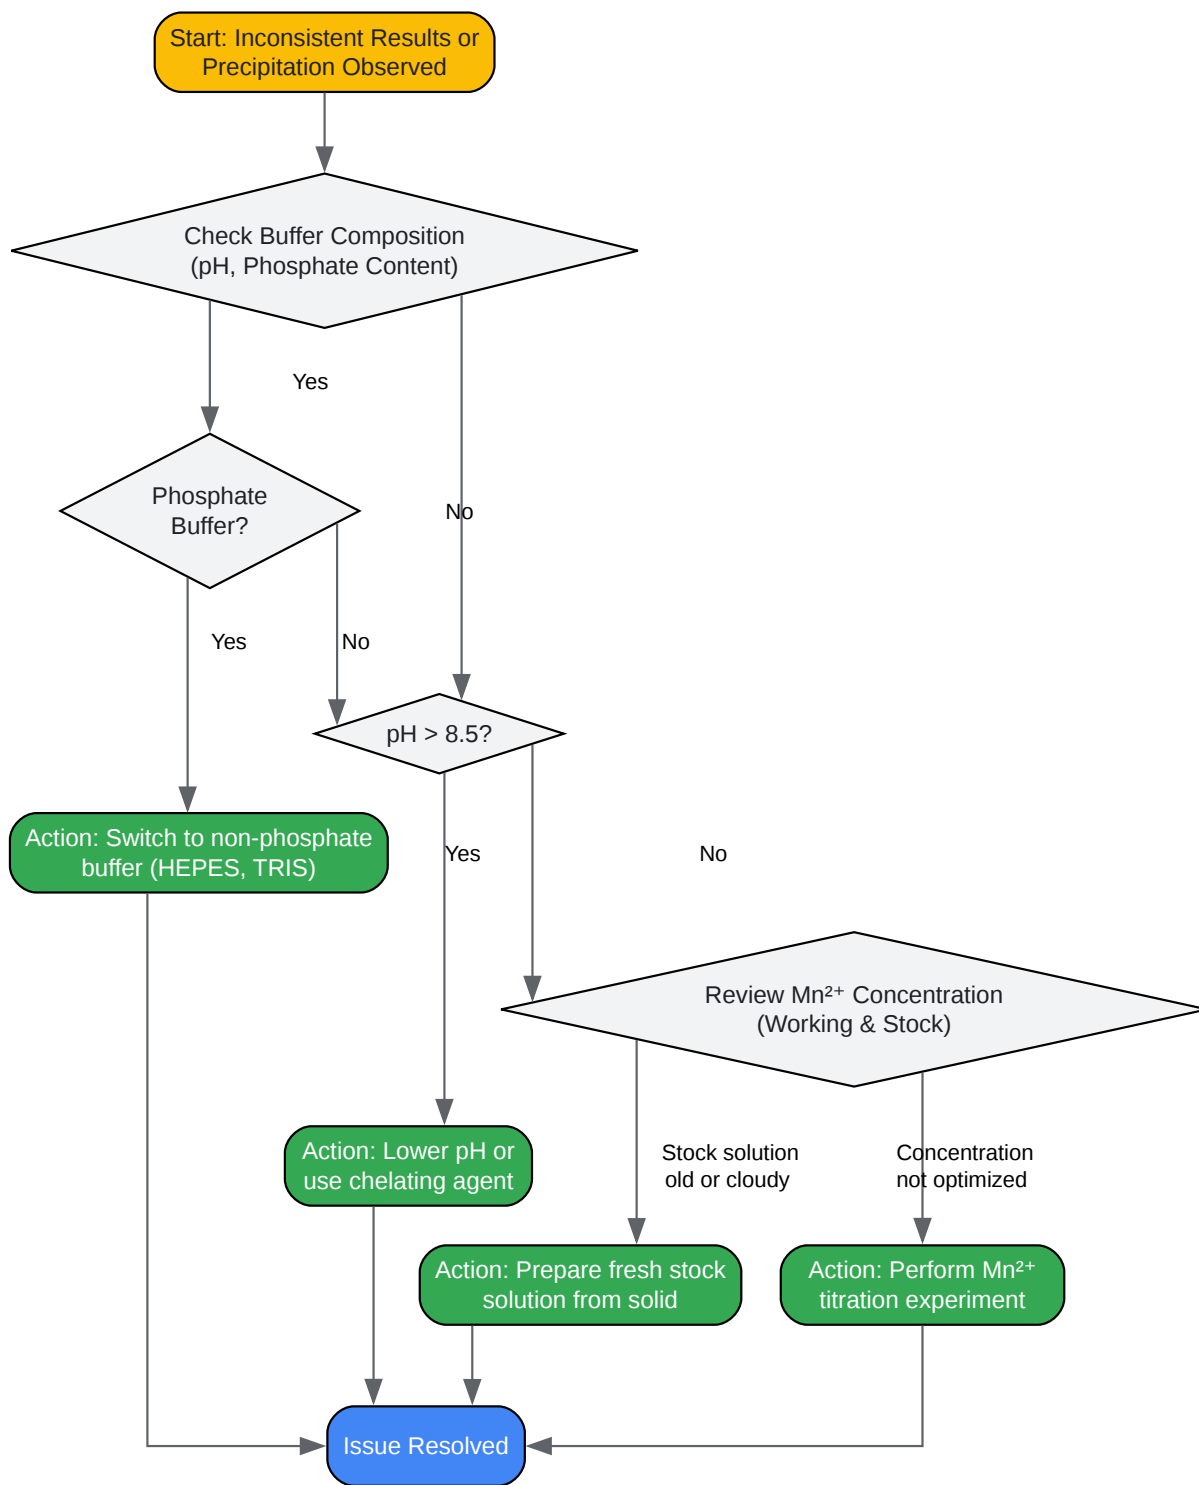 Start: Inconsistent Results or
Precipitation Observed
Check Buffer Composition
(pH, Phosphate Content)
Yes
Phosphate
Buffer?
No
Yes
No
pH > 8.5?
Action: Switch to non-phosphate
buffer (HEPES, TRIS)
Yes
No
Review Mn²⁺ Concentration
(Working & Stock)
Action: Lower pH or
use chelating agent
Stock solution
old or cloudy
Concentration
not optimized
Action: Prepare fresh stock
solution from solid
Action: Perform Mn²⁺
titration experiment
Issue Resolved